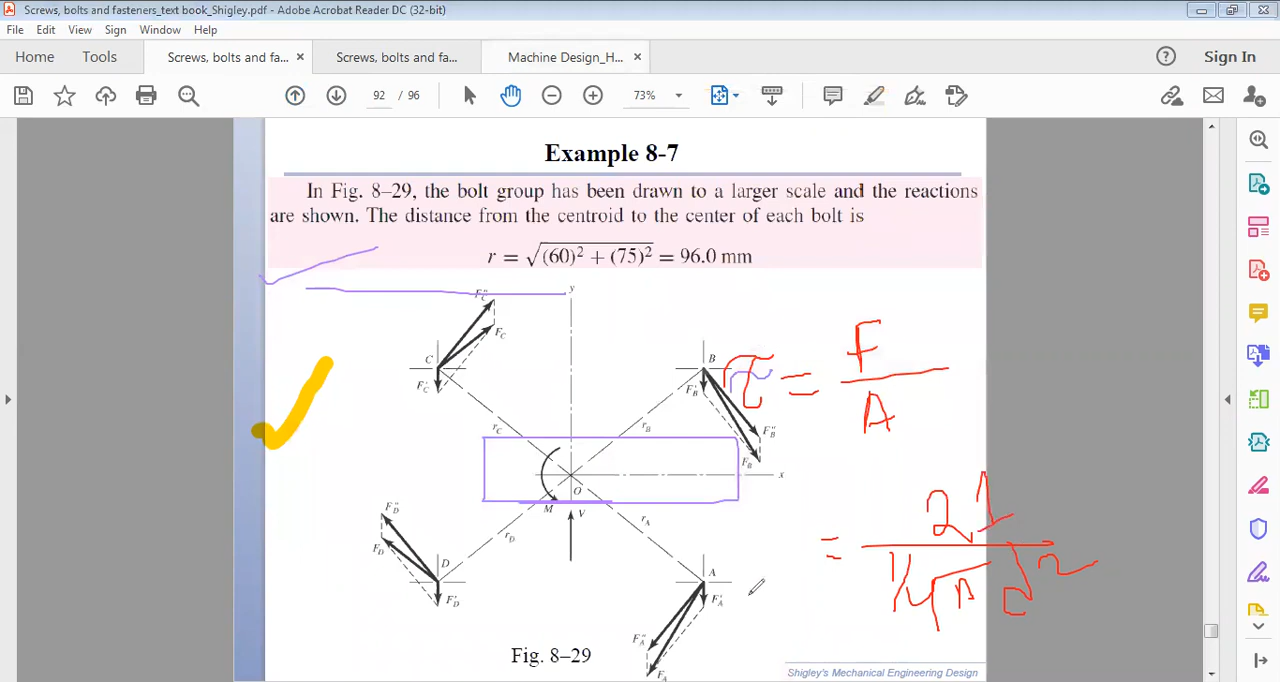 Screws, bolts and fasteners_text book_Shigley.pdf - Adobe Acrobat Reader DC (32-bit)
File Edit View Sign Window Help
Home Tools Screws, bolts and fa... × Screws, bolts and fa... Machine Design_H... × Sign In
92 / 96 73%
Example 8-7
In Fig. 8–29, the bolt group has been drawn to a larger scale and the reactions
are shown. The distance from the centroid to the center of each bolt is
r = √(60)² + (75)² = 96.0 mm
y
F″C
FC
C
B
F′C
F′B
τ = F
A
rC
rB
F″B
FB
x
O
M
V
F″D
rD
rA
FD
= 21
π/4 d²
D
A
F′D
F′A
F″A
FA
Fig. 8–29
Shigley's Mechanical Engineering Design